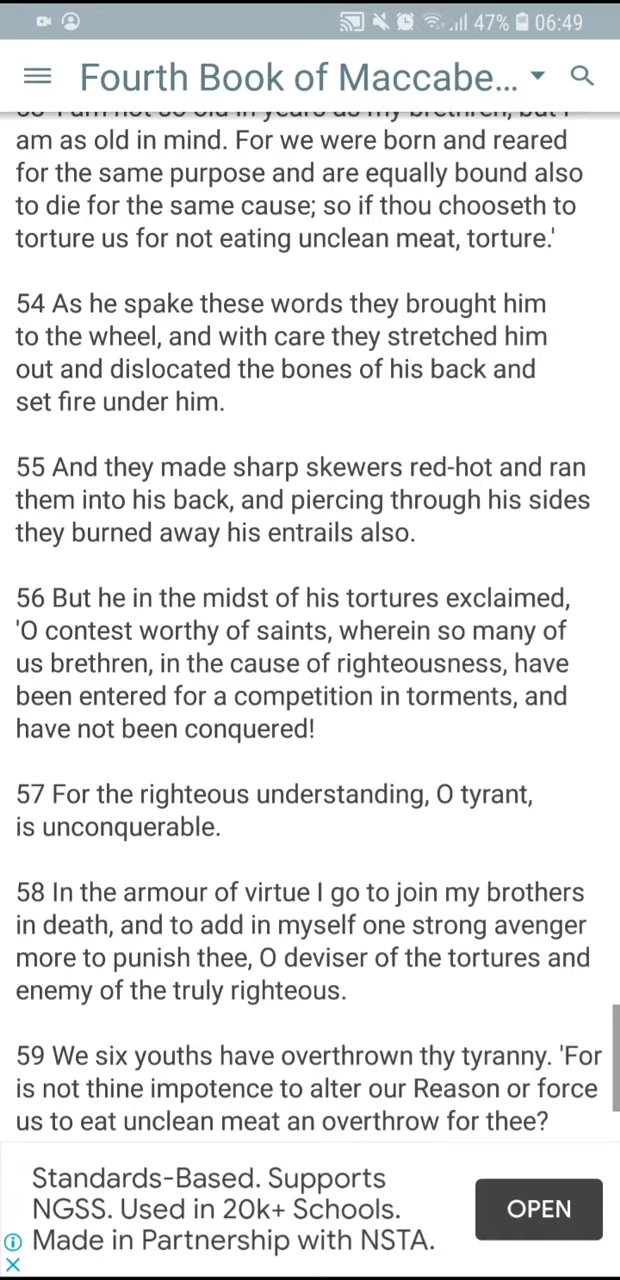 47% 06:49
Fourth Book of Maccabe...
am as old in mind. For we were born and reared
for the same purpose and are equally bound also
to die for the same cause; so if thou chooseth to
torture us for not eating unclean meat, torture.'
54 As he spake these words they brought him
to the wheel, and with care they stretched him
out and dislocated the bones of his back and
set fire under him.
55 And they made sharp skewers red-hot and ran
them into his back, and piercing through his sides
they burned away his entrails also.
56 But he in the midst of his tortures exclaimed,
'O contest worthy of saints, wherein so many of
us brethren, in the cause of righteousness, have
been entered for a competition in torments, and
have not been conquered!
57 For the righteous understanding, O tyrant,
is unconquerable.
58 In the armour of virtue I go to join my brothers
in death, and to add in myself one strong avenger
more to punish thee, O deviser of the tortures and
enemy of the truly righteous.
59 We six youths have overthrown thy tyranny. 'For
is not thine impotence to alter our Reason or force
us to eat unclean meat an overthrow for thee?
Standards-Based. Supports
NGSS. Used in 20k+ Schools.
Made in Partnership with NSTA.
OPEN